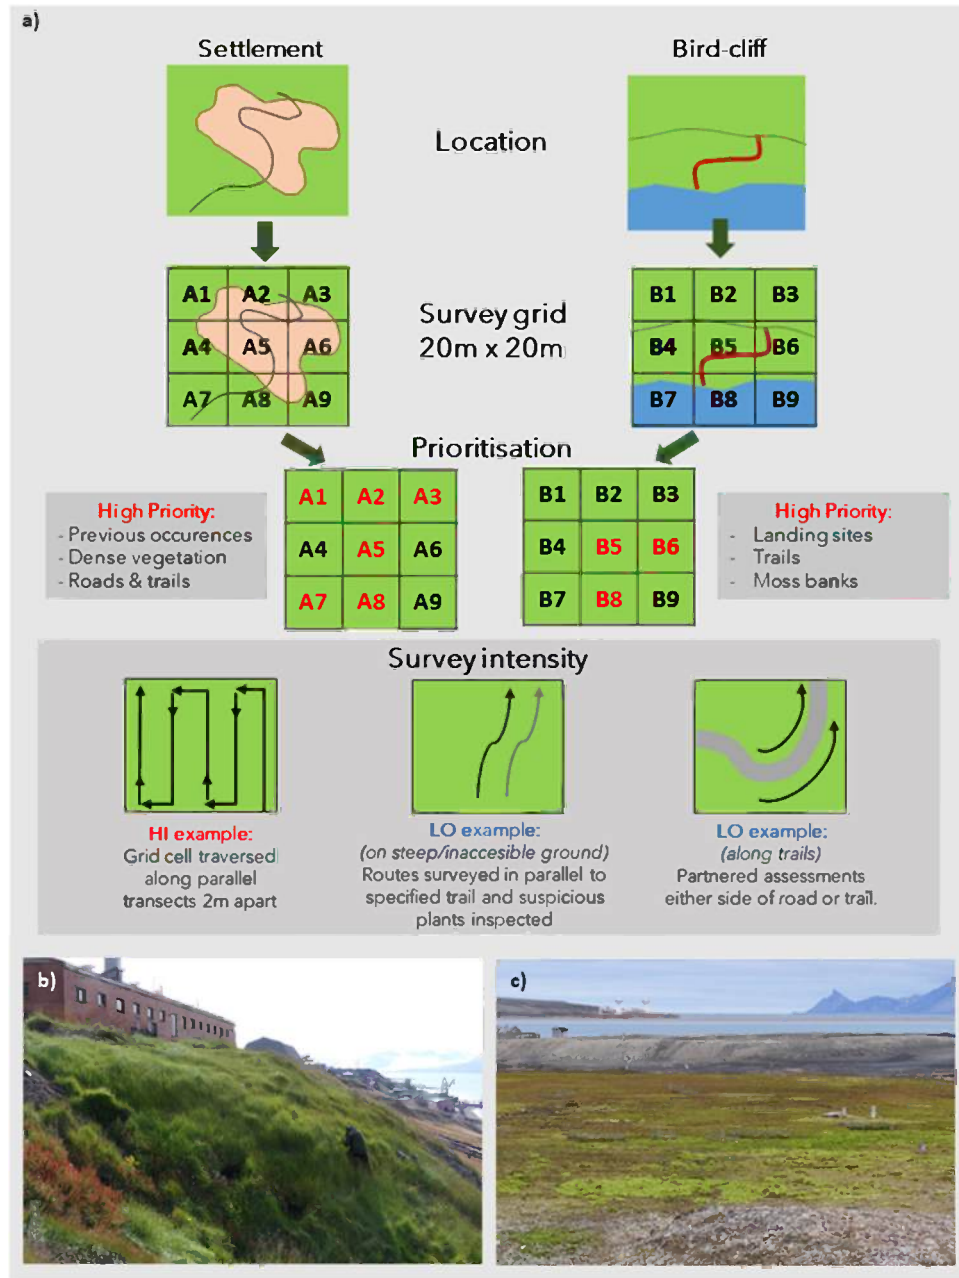 a)
Settlement
Bird-cliff
Location
A1 A2 A3
A4 A5 A6
A7 A8 A9
Survey grid
20m x 20m
B1 B2 B3
B4 B5 B6
B7 B8 B9
Prioritisation
High Priority:
- Previous occurences
- Dense vegetation
- Roads & trails
A1 A2 A3
A4 A5 A6
A7 A8 A9
B1 B2 B3
B4 B5 B6
B7 B8 B9
High Priority:
- Landing sites
- Trails
- Moss banks
Survey intensity
HI example:
Grid cell traversed
along parallel
transects 2m apart
LO example:
(on steep/inaccesible ground)
Routes surveyed in parallel to
specified trail and suspicious
plants inspected
LO example:
(along trails)
Partnered assessments
either side of road or trail.
b)
c)